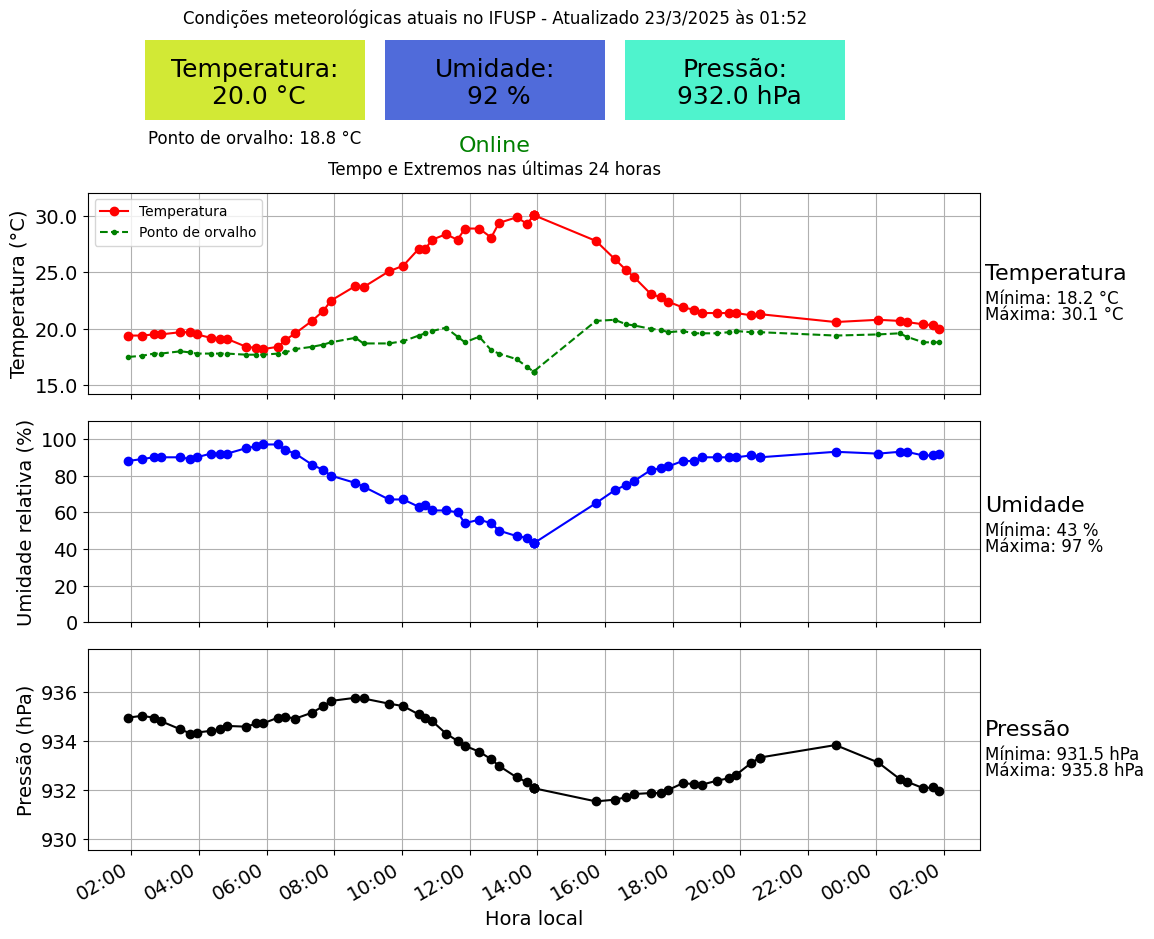 Condições meteorológicas atuais no IFUSP - Atualizado 23/3/2025 às 01:52
Temperatura:
20.0 °C
Umidade:
92 %
Pressão:
932.0 hPa
Ponto de orvalho: 18.8 °C
Online
Tempo e Extremos nas últimas 24 horas
Temperatura (°C)
30.0
25.0
20.0
15.0
Temperatura
Ponto de orvalho
Temperatura
Mínima: 18.2 °C
Máxima: 30.1 °C
Umidade relativa (%)
100
80
60
40
20
0
Umidade
Mínima: 43 %
Máxima: 97 %
Pressão (hPa)
936
934
932
930
Pressão
Mínima: 931.5 hPa
Máxima: 935.8 hPa
02:00 04:00 06:00 08:00 10:00 12:00 14:00 16:00 18:00 20:00 22:00 00:00 02:00
Hora local